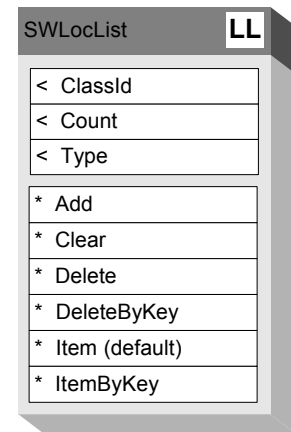 SWLocList LL
< ClassId
< Count
< Type
* Add
* Clear
* Delete
* DeleteByKey
* Item (default)
* ItemByKey